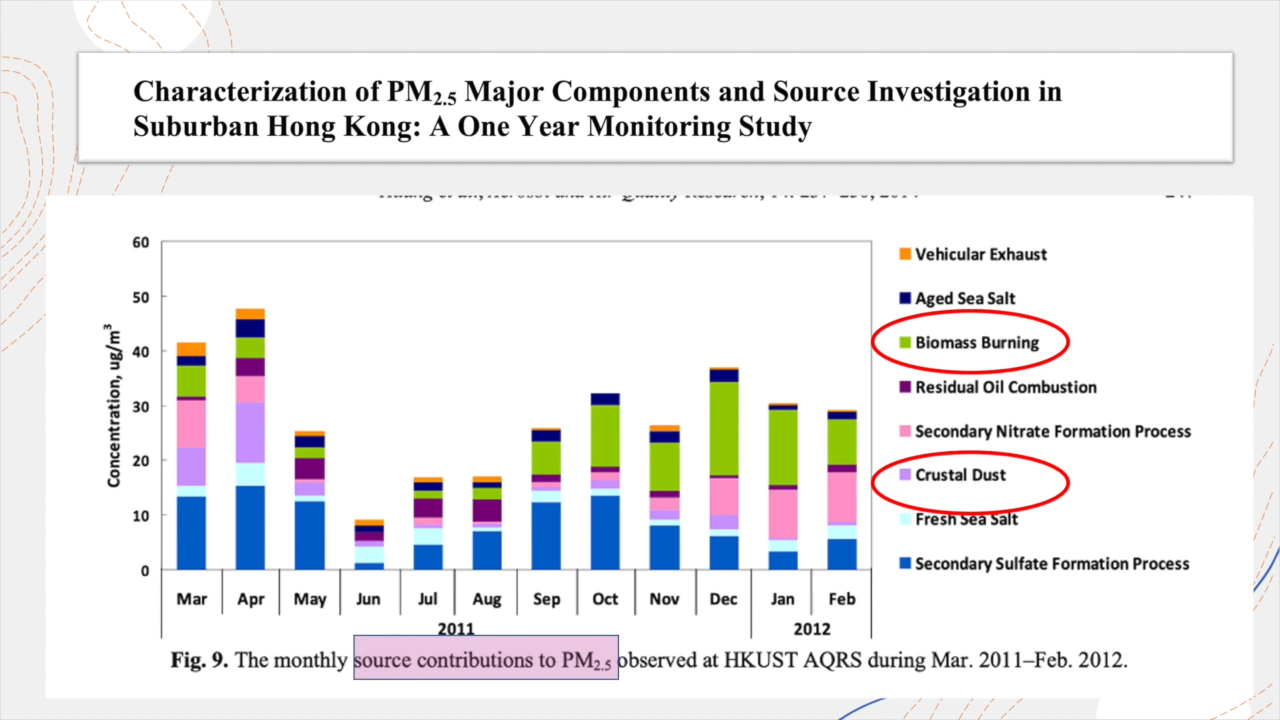 Characterization of PM2.5 Major Components and Source Investigation in
Suburban Hong Kong: A One Year Monitoring Study
60
50
40
30
20
10
0
Concentration, ug/m³
Mar Apr May Jun Jul Aug Sep Oct Nov Dec Jan Feb
2011 2012
Vehicular Exhaust
Aged Sea Salt
Biomass Burning
Residual Oil Combustion
Secondary Nitrate Formation Process
Crustal Dust
Fresh Sea Salt
Secondary Sulfate Formation Process
Fig. 9. The monthly source contributions to PM2.5 observed at HKUST AQRS during Mar. 2011–Feb. 2012.